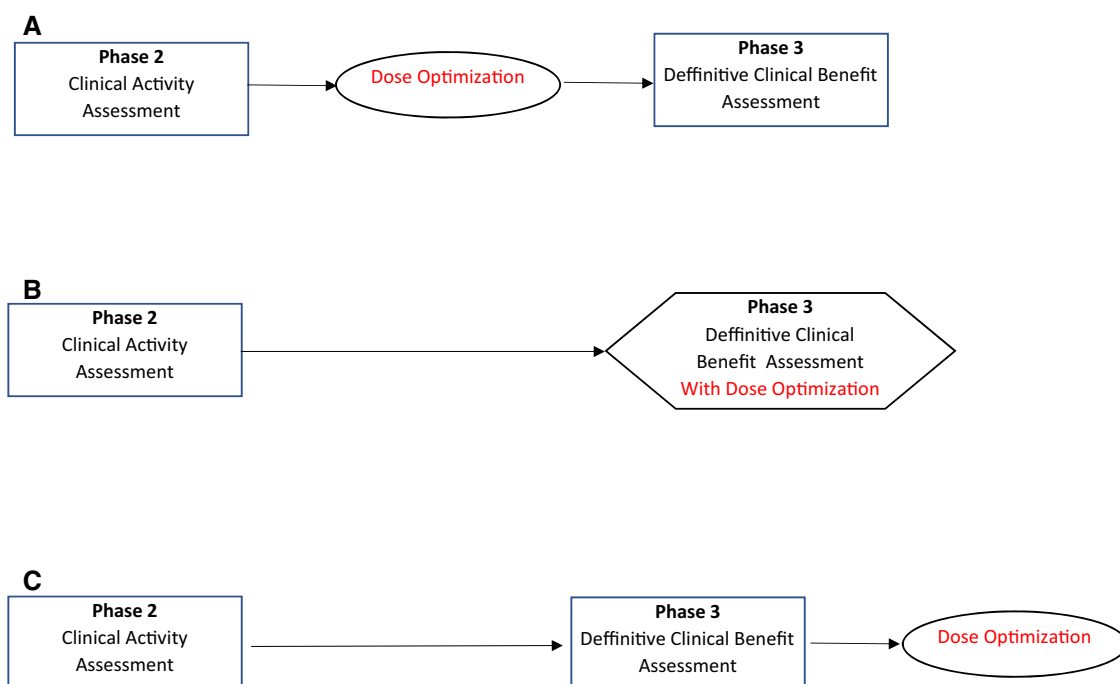 A
Phase 2
Clinical Activity
Assessment
Dose Optimization
Phase 3
Deffinitive Clinical Benefit
Assessment
B
Phase 2
Clinical Activity
Assessment
Phase 3
Deffinitive Clinical
Benefit Assessment
With Dose Optimization
C
Phase 2
Clinical Activity
Assessment
Phase 3
Deffinitive Clinical Benefit
Assessment
Dose Optimization